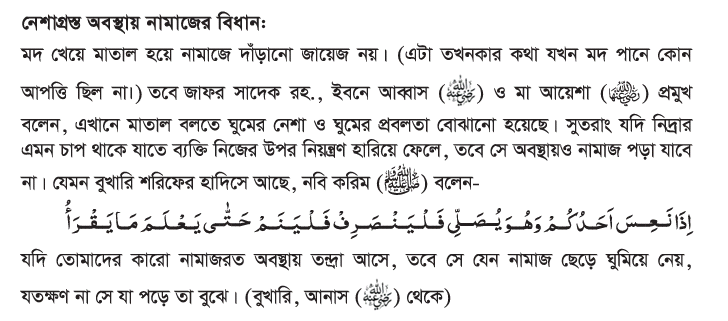 নেশাগ্রস্ত অবস্থায় নামাজের বিধান:
মদ খেয়ে মাতাল হয়ে নামাজে দাঁড়ানো জায়েজ নয়। (এটা তখনকার কথা যখন মদ পানে কোন
আপত্তি ছিল না।) তবে জাফর সাদেক রহ., ইবনে আব্বাস (رضي الله عنه) ও মা আয়েশা (رضي الله عنها) প্রমুখ
বলেন, এখানে মাতাল বলতে ঘুমের নেশা ও ঘুমের প্রবলতা বোঝানো হয়েছে। সুতরাং যদি নিদ্রার
এমন চাপ থাকে যাতে ব্যক্তি নিজের উপর নিয়ন্ত্রণ হারিয়ে ফেলে, তবে সে অবস্থায়ও নামাজ পড়া যাবে
না। যেমন বুখারি শরিফের হাদিসে আছে, নবি করিম (ﷺ) বলেন-
اِذَا نَعِسَ اَحَدُكُمْ وَهُوَ يُصَلِّى فَلْيَنْصَرِفْ فَلْيَنَمْ حَتّٰى يَعْلَمَ مَا يَقْرَأُ
যদি তোমাদের কারো নামাজরত অবস্থায় তন্দ্রা আসে, তবে সে যেন নামাজ ছেড়ে ঘুমিয়ে নেয়,
যতক্ষণ না সে যা পড়ে তা বুঝে। (বুখারি, আনাস (رضي الله عنه) থেকে)